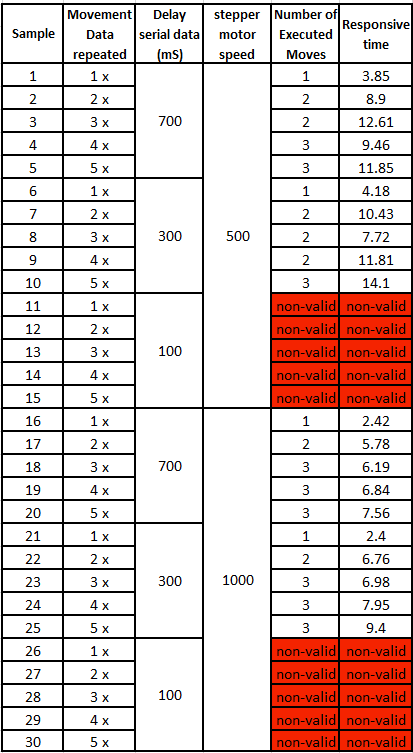 Sample Movement Data repeated Delay serial data (mS) stepper motor speed Number of Executed Moves Responsive time
1 1 x 700 500 1 3.85
2 2 x 2 8.9
3 3 x 2 12.61
4 4 x 3 9.46
5 5 x 3 11.85
6 1 x 300 1 4.18
7 2 x 2 10.43
8 3 x 2 7.72
9 4 x 2 11.81
10 5 x 3 14.1
11 1 x 100 non-valid non-valid
12 2 x non-valid non-valid
13 3 x non-valid non-valid
14 4 x non-valid non-valid
15 5 x non-valid non-valid
16 1 x 700 1000 1 2.42
17 2 x 2 5.78
18 3 x 3 6.19
19 4 x 3 6.84
20 5 x 3 7.56
21 1 x 300 1 2.4
22 2 x 2 6.76
23 3 x 3 6.98
24 4 x 3 7.95
25 5 x 3 9.4
26 1 x 100 non-valid non-valid
27 2 x non-valid non-valid
28 3 x non-valid non-valid
29 4 x non-valid non-valid
30 5 x non-valid non-valid